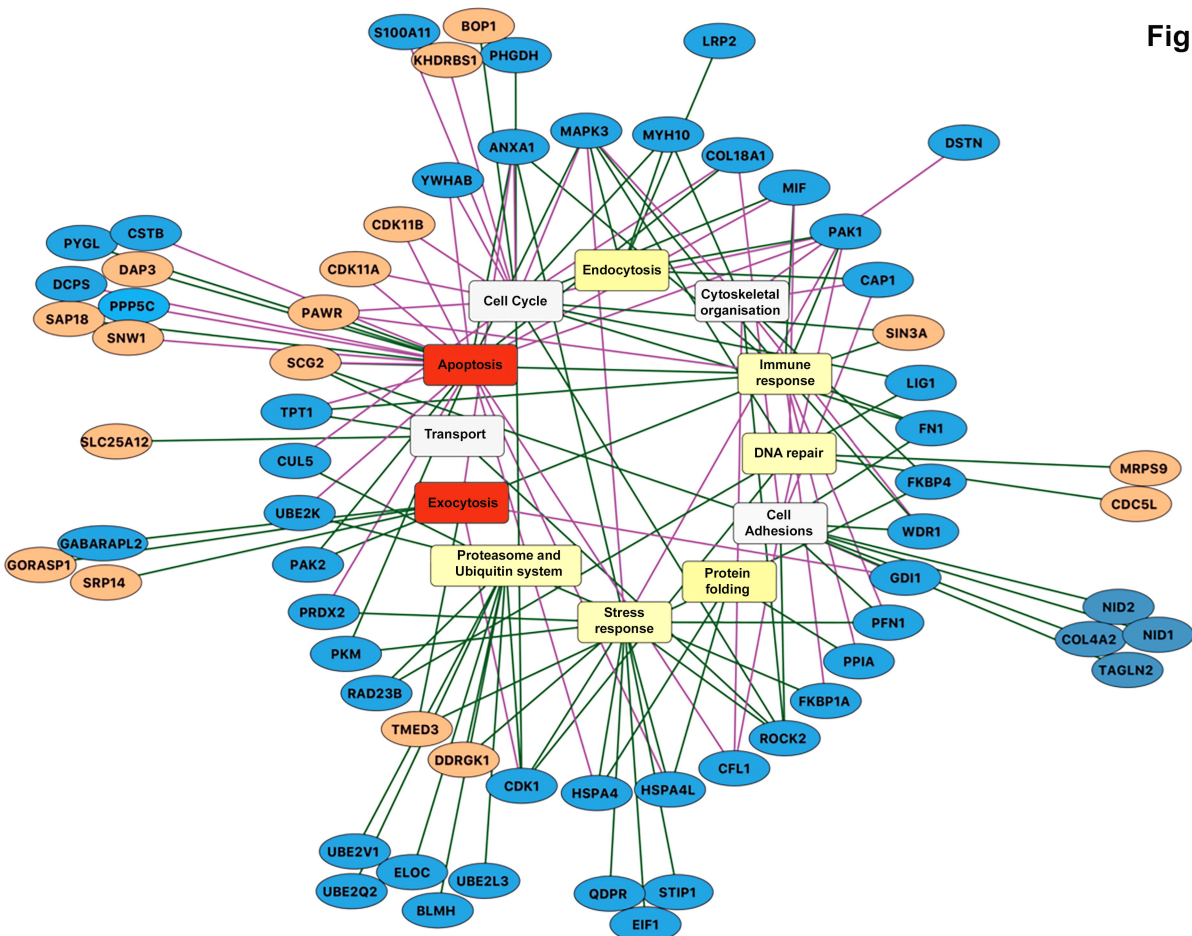 Fig
BOP1
S100A11
KHDRBS1
PHGDH
LRP2
MAPK3
MYH10
ANXA1
COL18A1
DSTN
YWHAB
MIF
CDK11B
PAK1
CSTB
PYGL
DAP3
CDK11A
Endocytosis
CAP1
DCPS
PPP5C
Cell Cycle
Cytoskeletal
organisation
SAP18
PAWR
SNW1
SIN3A
SCG2
Apoptosis
Immune
response
LIG1
TPT1
FN1
SLC25A12
Transport
DNA repair
CUL5
MRPS9
FKBP4
CDC5L
Exocytosis
UBE2K
Cell
Adhesions
WDR1
GABARAPL2
GORASP1
PAK2
Proteasome and
Ubiquitin system
SRP14
Protein
folding
GDI1
PRDX2
Stress
response
PFN1
NID2
NID1
COL4A2
TAGLN2
PKM
PPIA
RAD23B
FKBP1A
TMED3
ROCK2
DDRGK1
CFL1
CDK1
HSPA4
HSPA4L
UBE2V1
ELOC
UBE2L3
UBE2Q2
BLMH
QDPR
STIP1
EIF1